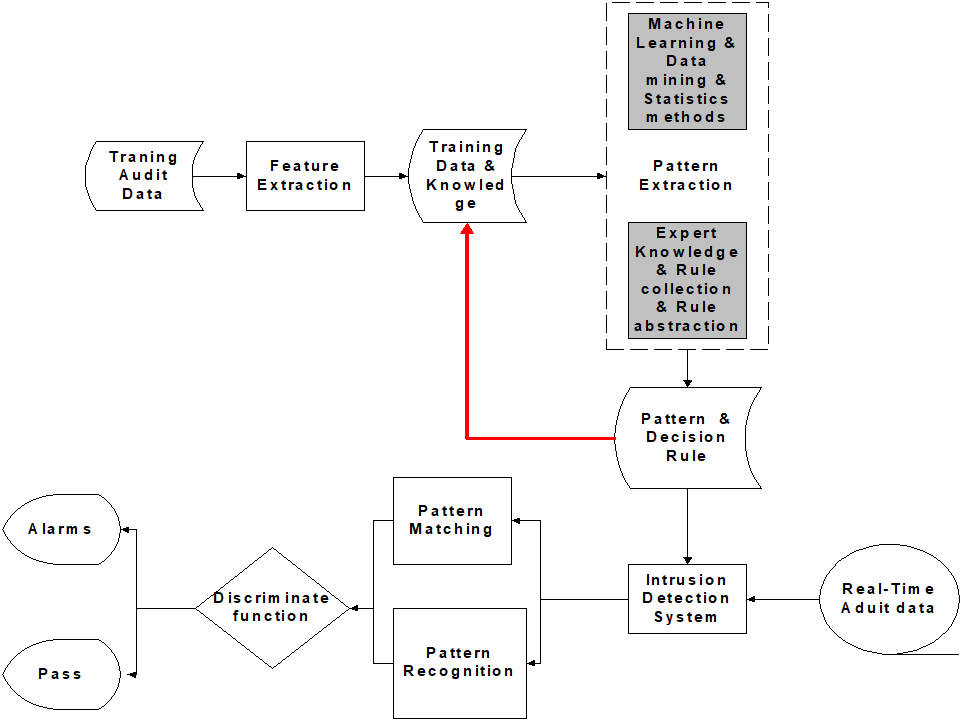 Machine
Learning &
Data
mining &
Statistics
methods
Traning
Audit
Data
Feature
Extraction
Training
Data &
Knowled
ge
Pattern
Extraction
Expert
Knowledge
& Rule
collection
& Rule
abstraction
Pattern &
Decision
Rule
Pattern
Matching
Alarms
Discriminate
function
Intrusion
Detection
System
Real-Time
Aduit data
Pattern
Recognition
Pass